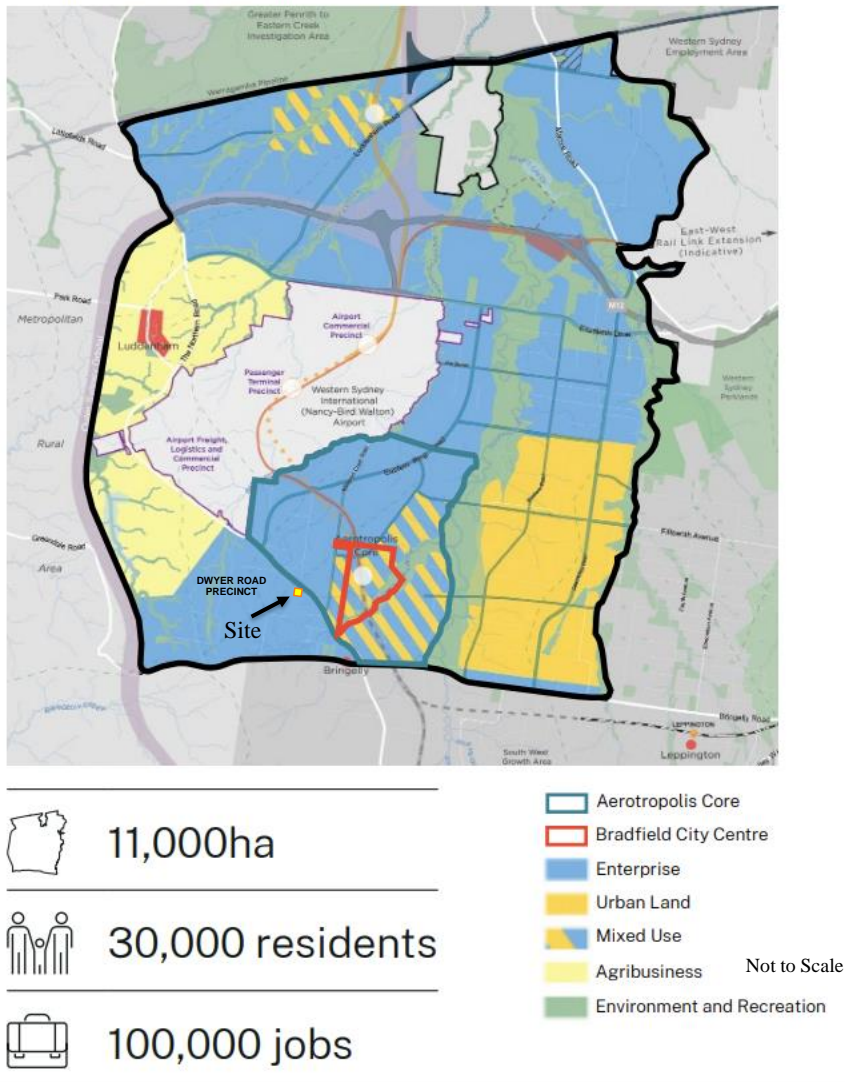 Greater Penrith to
Eastern Creek
Investigation Area
Western Sydney
Employment Area
Warragamba Pipeline
Luddenham Road
Mamre Road
East-West
Rail Link Extension
(Indicative)
M12
Park Road
Metropolitan
The Northern Road
Luddenham
Airport
Commercial
Precinct
Elizabeth Drive
Passenger
Terminal
Precinct
Western Sydney
International
(Nancy-Bird Walton)
Airport
Western
Sydney
Parklands
Rural
Airport Freight,
Logistics and
Commercial
Precinct
Fifteenth Avenue
Greendale Road
Area
Aerotropolis
Core
DWYER ROAD
PRECINCT
Site
Bringelly
Bringelly Road
LEPPINGTON
Leppington
South West
Growth Area
11,000ha
30,000 residents
100,000 jobs
Aerotropolis Core
Bradfield City Centre
Enterprise
Urban Land
Mixed Use
Agribusiness
Environment and Recreation
Not to Scale